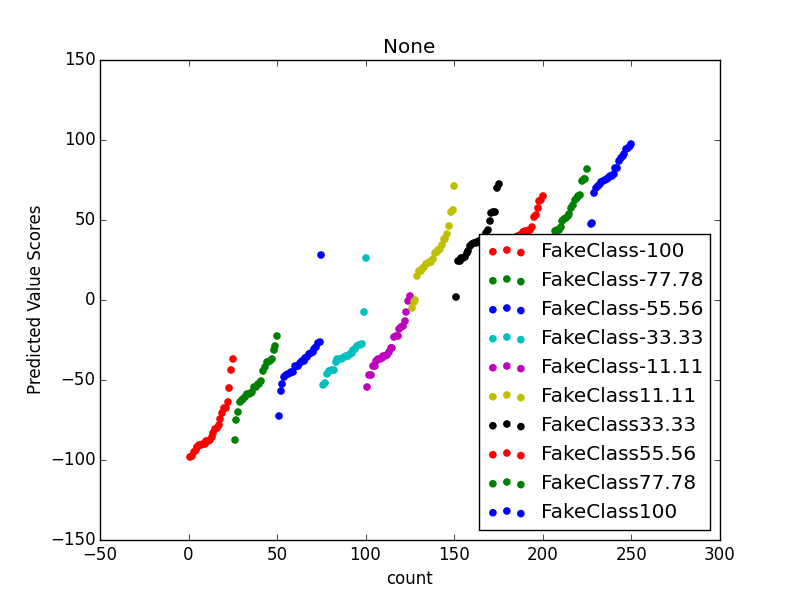 None
Predicted Value Scores
150
100
50
0
−50
−100
−150
−50
0
50
100
150
200
250
300
count
FakeClass-100
FakeClass-77.78
FakeClass-55.56
FakeClass-33.33
FakeClass-11.11
FakeClass11.11
FakeClass33.33
FakeClass55.56
FakeClass77.78
FakeClass100